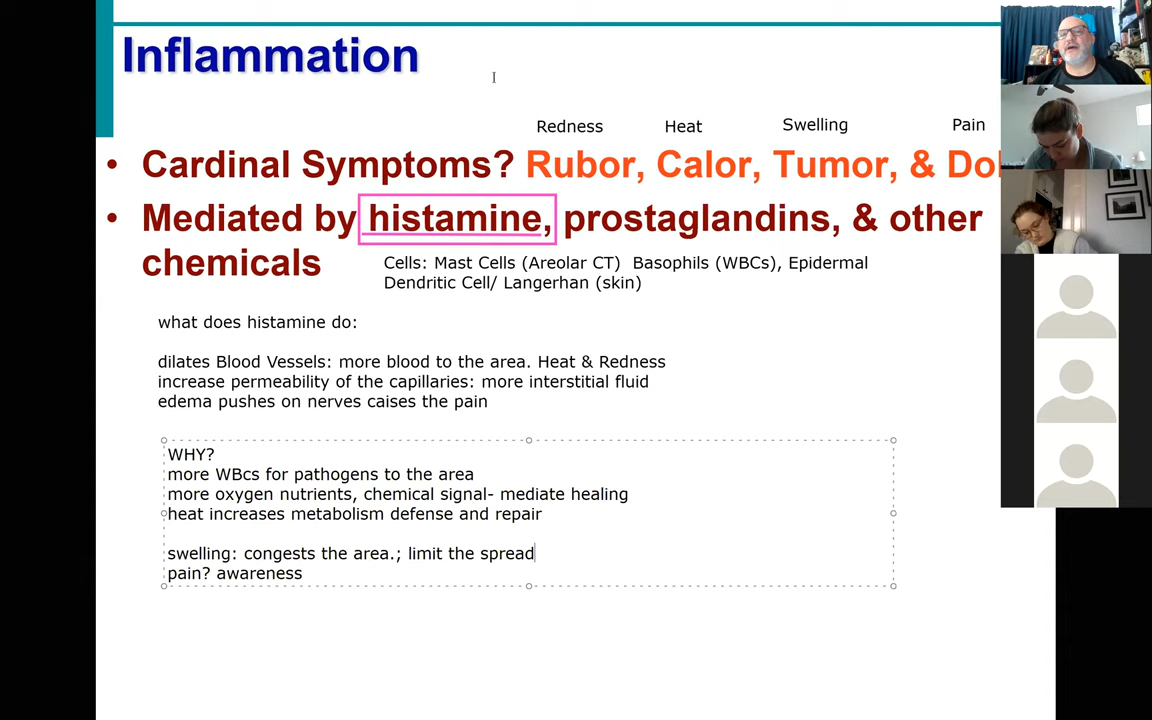 Inflammation
Redness Heat Swelling Pain
• Cardinal Symptoms? Rubor, Calor, Tumor, &
• Mediated by histamine, prostaglandins, & other
chemicals
Cells: Mast Cells (Areolar CT) Basophils (WBCs), Epidermal
Dendritic Cell/ Langerhan (skin)
what does histamine do:
dilates Blood Vessels: more blood to the area. Heat & Redness
increase permeability of the capillaries: more interstitial fluid
edema pushes on nerves caises the pain
WHY?
more WBcs for pathogens to the area
more oxygen nutrients, chemical signal- mediate healing
heat increases metabolism defense and repair
swelling: congests the area.; limit the spread
pain? awareness